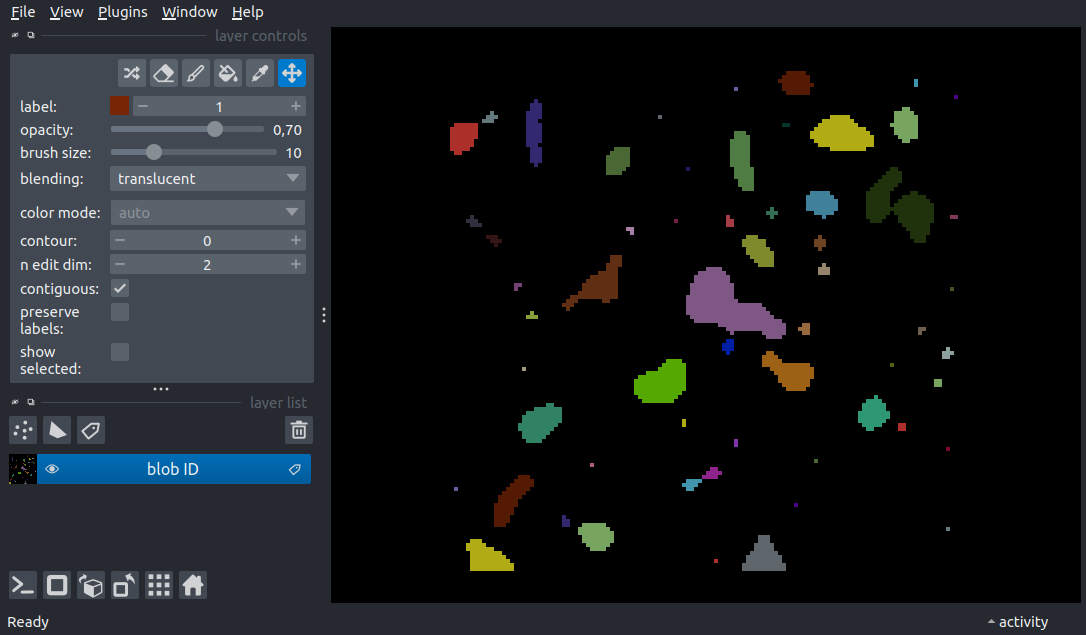 File View Plugins Window Help
layer controls
label: 1
opacity: 0,70
brush size: 10
blending: translucent
color mode: auto
contour: 0
n edit dim: 2
contiguous:
preserve
labels:
show
selected:
layer list
blob ID
Ready
activity